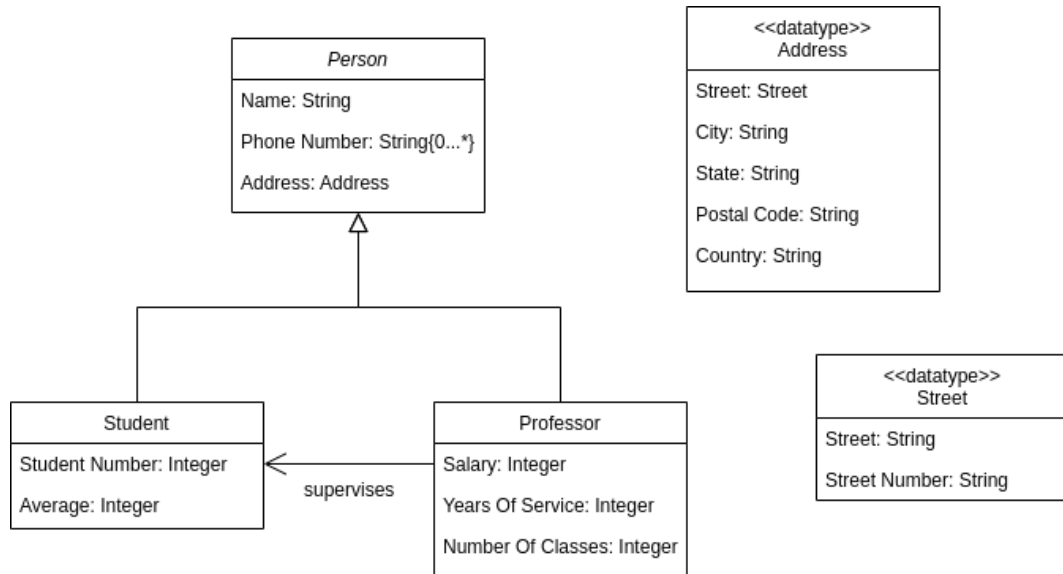 Person
Name: String
Phone Number: String{0...*}
Address: Address
<<datatype>>
Address
Street: Street
City: String
State: String
Postal Code: String
Country: String
<<datatype>>
Street
Street: String
Street Number: String
Student
Student Number: Integer
Average: Integer
supervises
Professor
Salary: Integer
Years Of Service: Integer
Number Of Classes: Integer